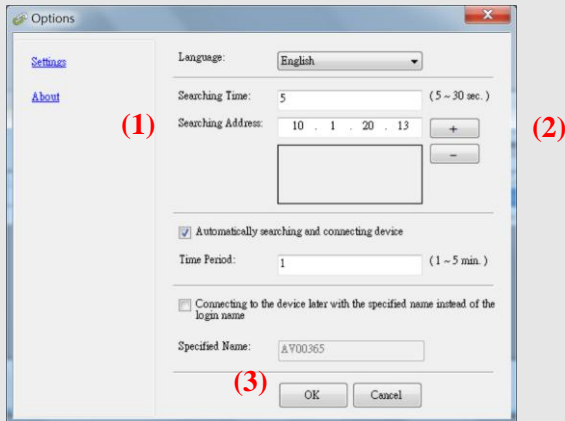 Options
Settings
About
Language: English
Searching Time: 5 (5 ~ 30 sec. )
(1) Searching Address: 10 . 1 . 20 . 13 + (2)
−
Automatically searching and connecting device
Time Period: 1 (1 ~ 5 min. )
Connecting to the device later with the specified name instead of the
login name
Specified Name: AV00365
(3) OK Cancel